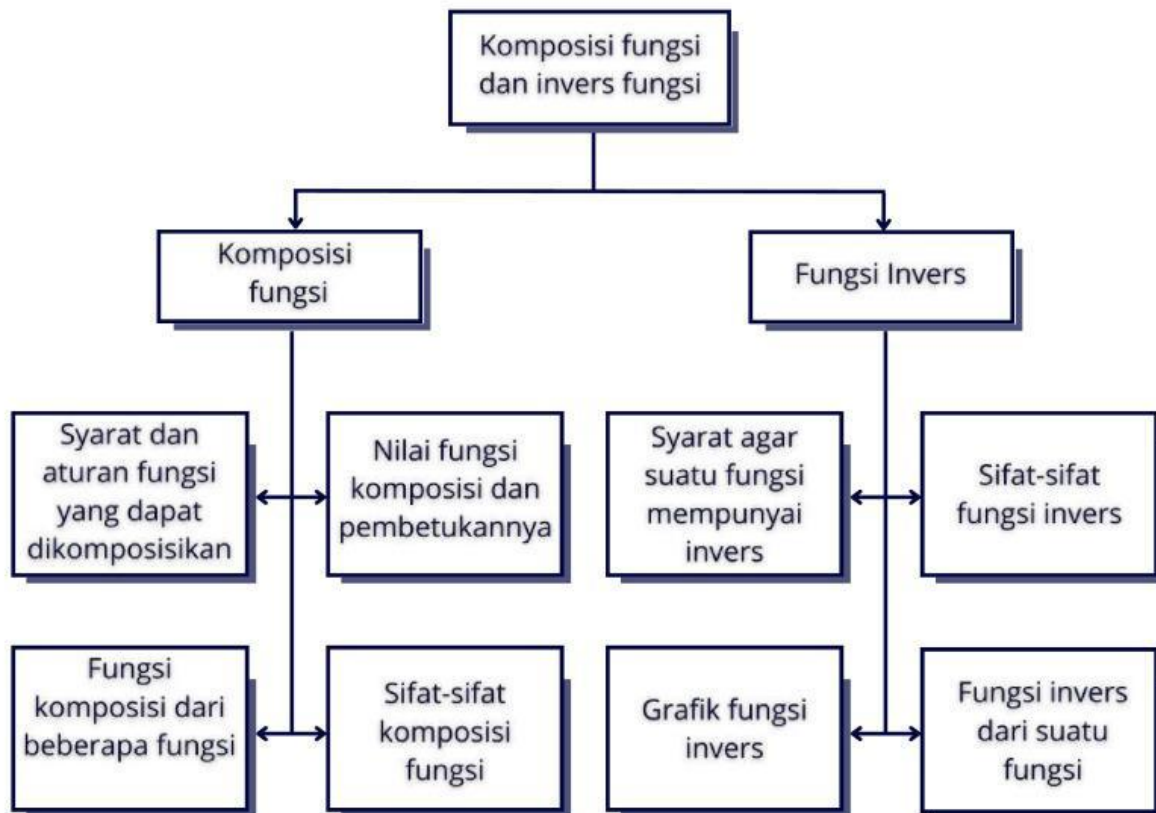 Komposisi fungsi
dan invers fungsi
Komposisi
fungsi
Fungsi Invers
Syarat dan
aturan fungsi
yang dapat
dikomposisikan
Nilai fungsi
komposisi dan
pembetukannya
Syarat agar
suatu fungsi
mempunyai
invers
Sifat-sifat
fungsi invers
Fungsi
komposisi dari
beberapa fungsi
Sifat-sifat
komposisi
fungsi
Grafik fungsi
invers
Fungsi invers
dari suatu
fungsi